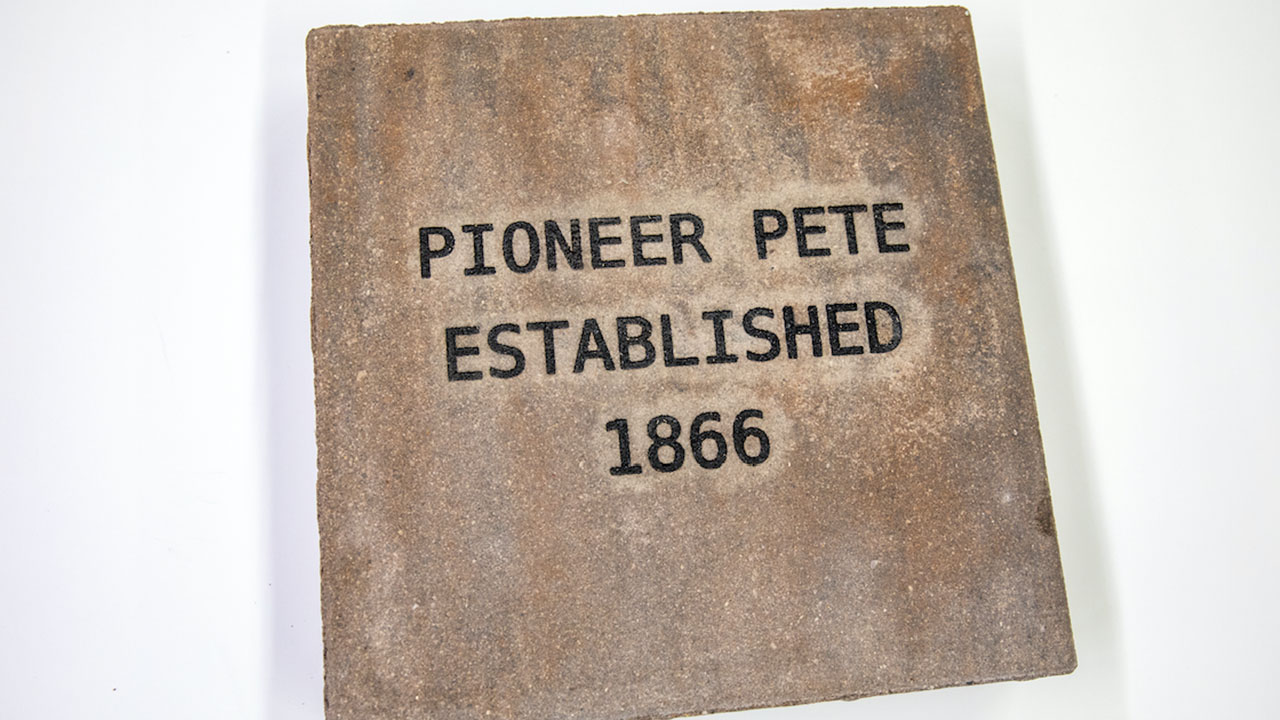 PIONEER PETE
ESTABLISHED
1866